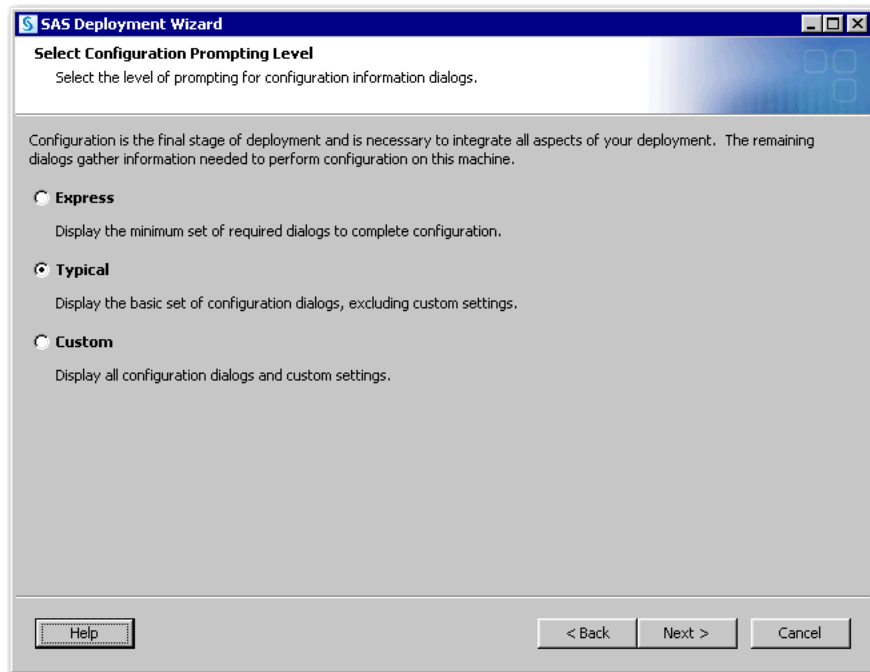 SAS Deployment Wizard
Select Configuration Prompting Level
Select the level of prompting for configuration information dialogs.
Configuration is the final stage of deployment and is necessary to integrate all aspects of your deployment. The remaining
dialogs gather information needed to perform configuration on this machine.
Express
Display the minimum set of required dialogs to complete configuration.
Typical
Display the basic set of configuration dialogs, excluding custom settings.
Custom
Display all configuration dialogs and custom settings.
Help
< Back
Next >
Cancel